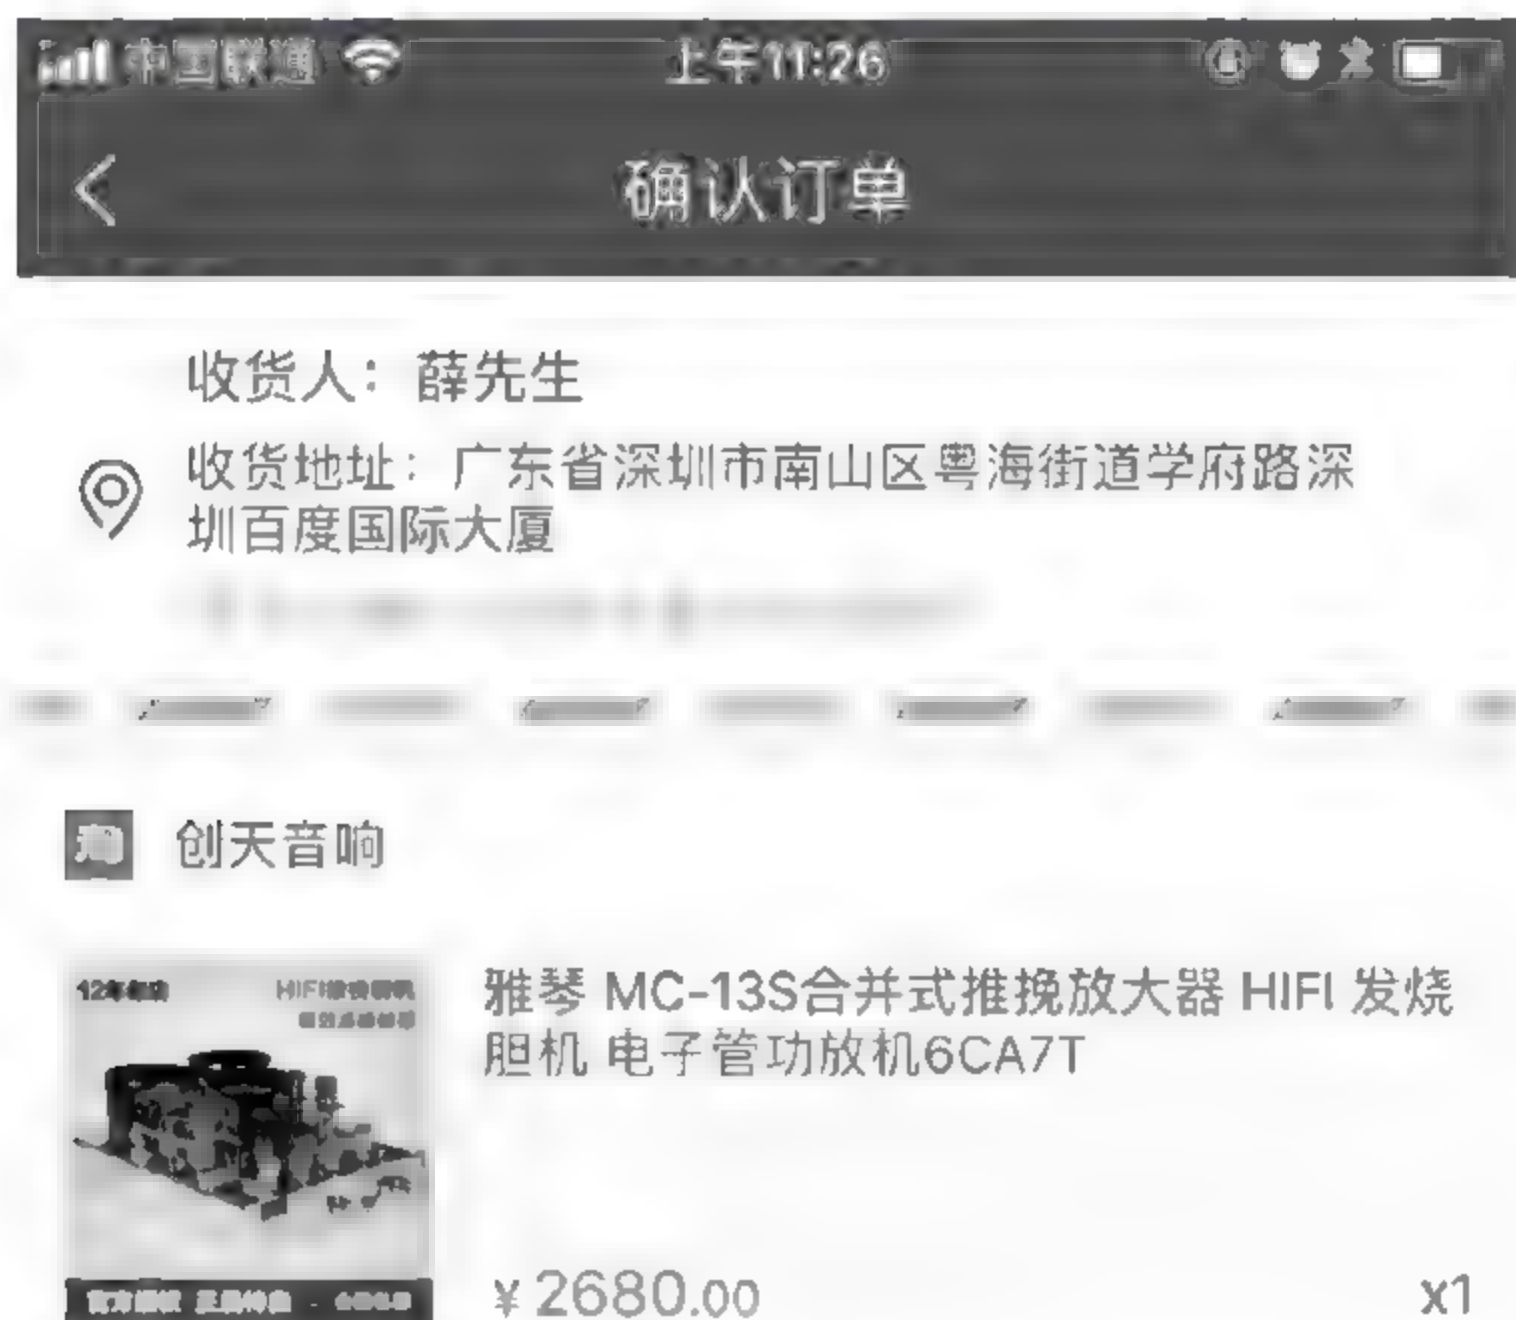 中国联通 上午11:26
确认订单
收货人：薛先生
收货地址：广东省深圳市南山区粤海街道学府路深
圳百度国际大厦
淘 创天音响
雅琴 MC-13S合并式推挽放大器 HIFI 发烧
胆机 电子管功放机6CA7T
¥2680.00 x1